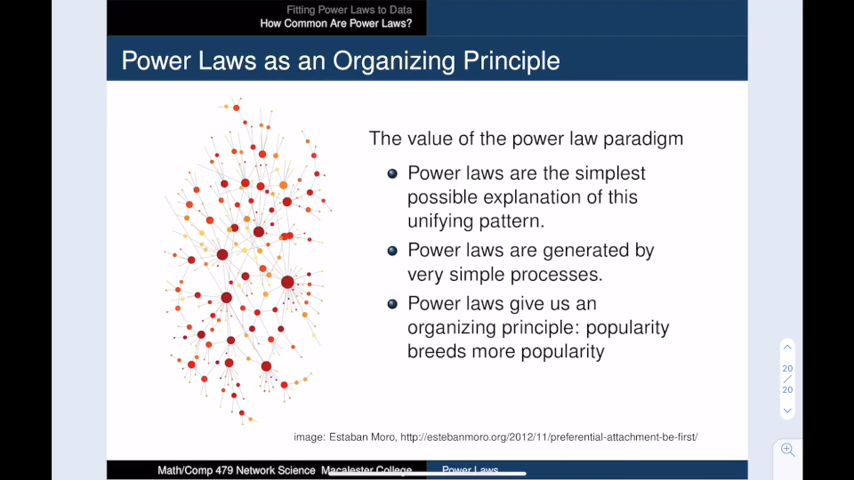 Fitting Power Laws to Data
How Common Are Power Laws?
Power Laws as an Organizing Principle
The value of the power law paradigm
Power laws are the simplest
possible explanation of this
unifying pattern.
Power laws are generated by
very simple processes.
Power laws give us an
organizing principle: popularity
breeds more popularity
image: Estaban Moro, http://estebanmoro.org/2012/11/preferential-attachment-be-first/
20
/
20
Math/Comp 479 Network Science Macalester College
Power Laws